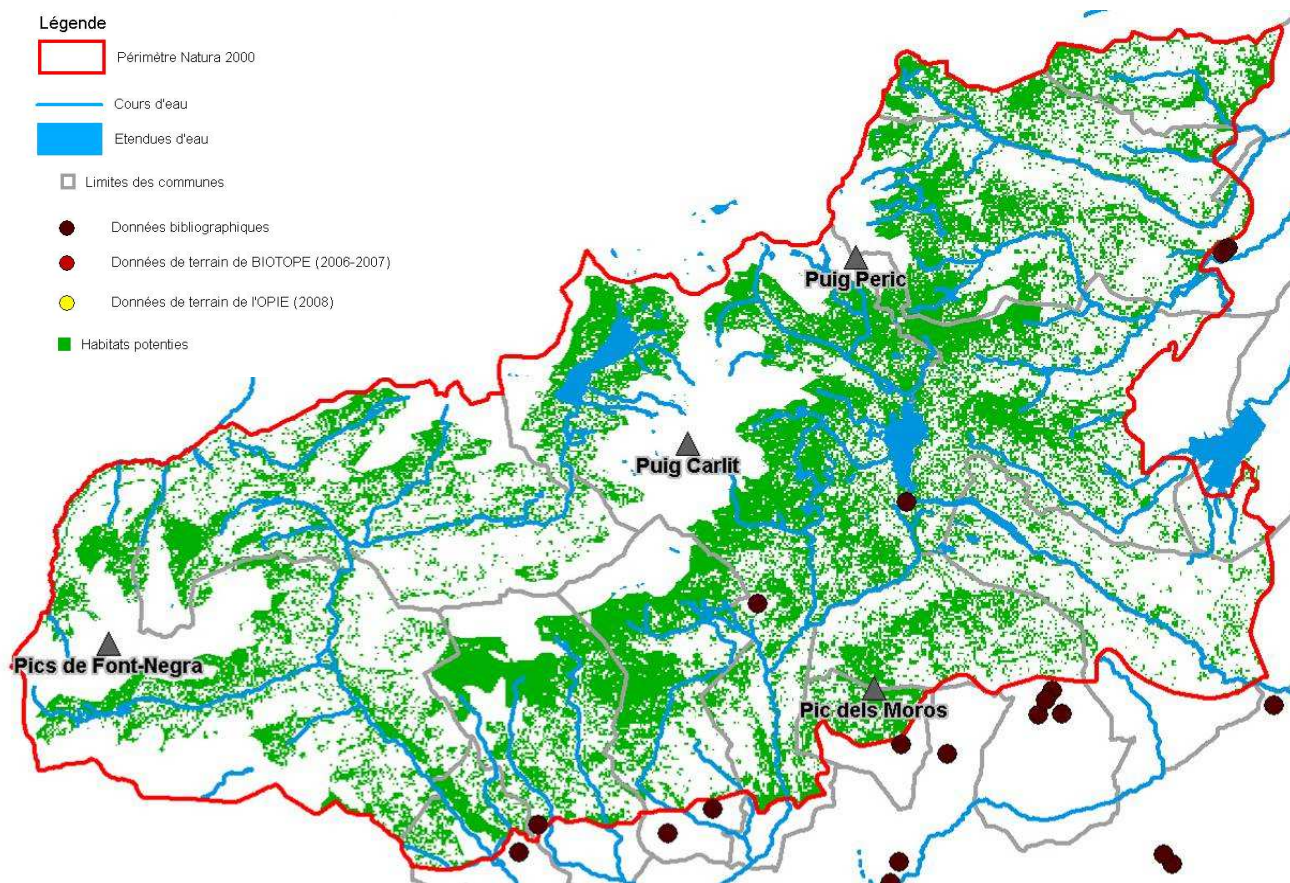 Légende
Périmètre Natura 2000
Cours d'eau
Etendues d'eau
Limites des communes
Données bibliographiques
Données de terrain de BIOTOPE (2006-2007)
Données de terrain de l'OPIE (2008)
Habitats potenties
Puig Peric
Puig Carlit
Pics de Font-Negra
Pic dels Moros